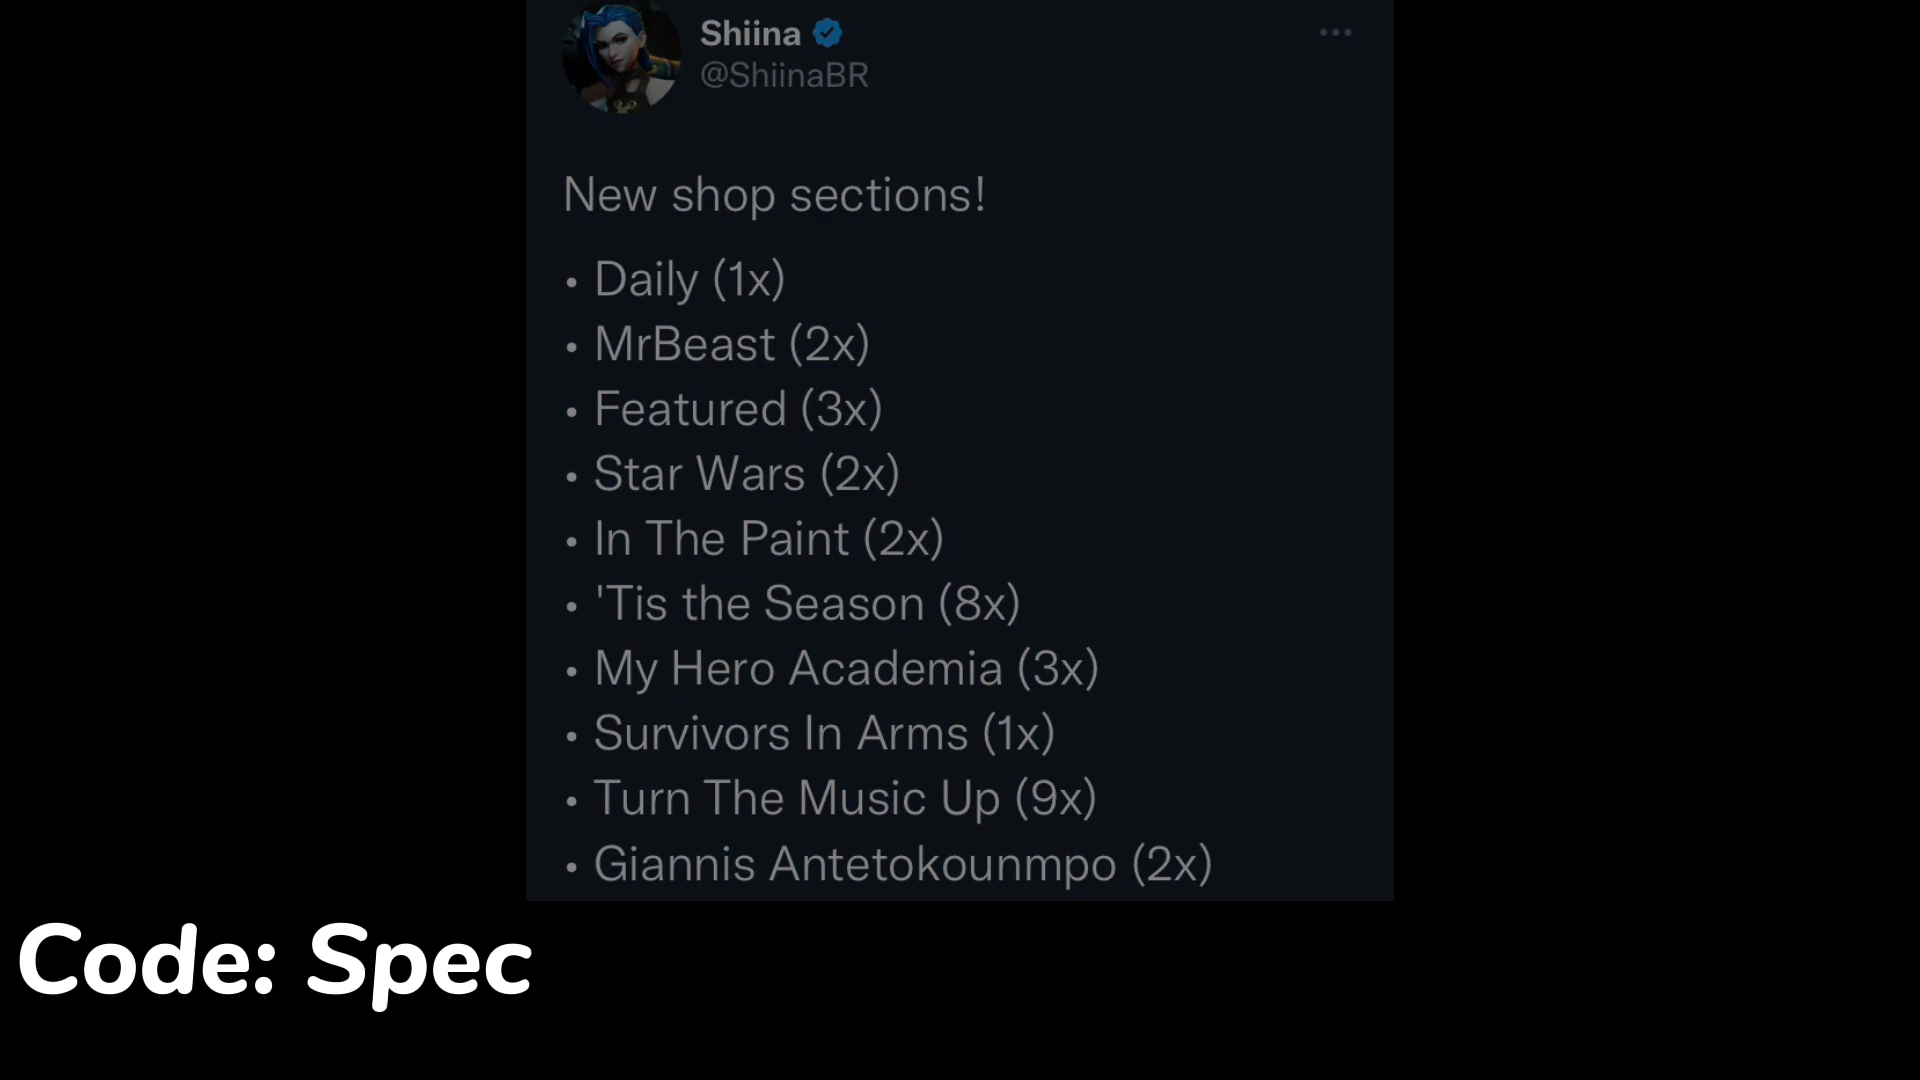 Shiina
@ShiinaBR
New shop sections!
• Daily (1x)
• MrBeast (2x)
• Featured (3x)
• Star Wars (2x)
• In The Paint (2x)
• 'Tis the Season (8x)
• My Hero Academia (3x)
• Survivors In Arms (1x)
• Turn The Music Up (9x)
• Giannis Antetokounmpo (2x)
Code: Spec